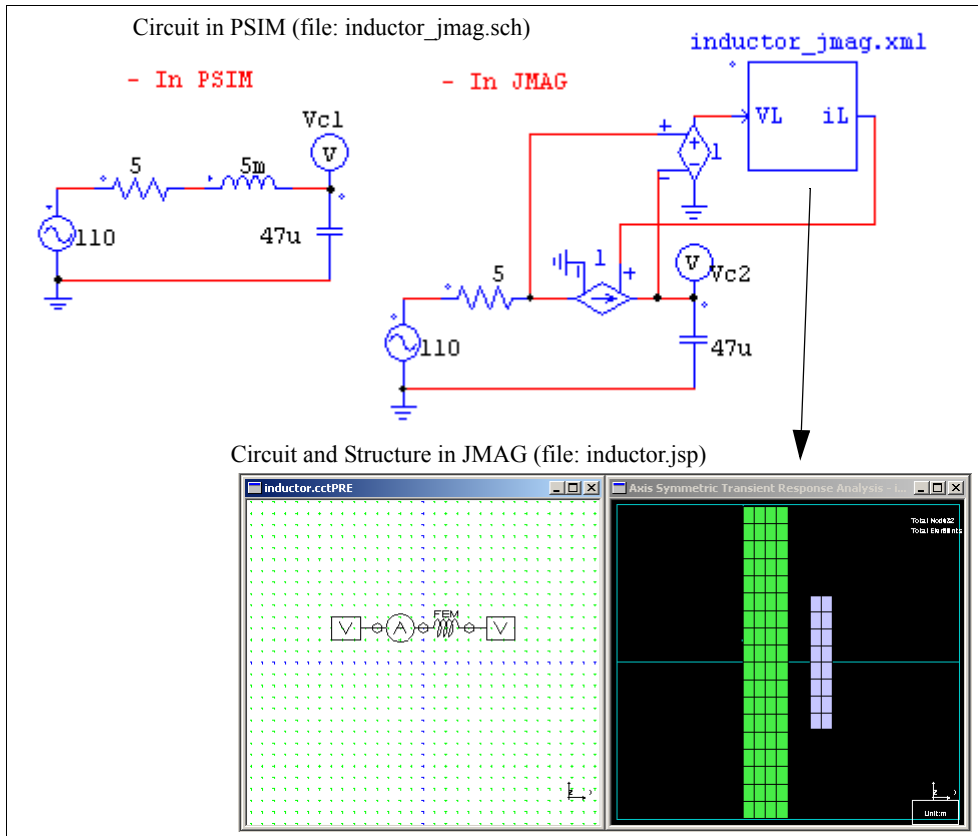 Circuit in PSIM (file: inductor_jmag.sch)
inductor_jmag.xml
- In PSIM
- In JMAG
Vc1
V
5
5m
110
47u
VL
iL
+
+
-
1
-
1
+
5
V
Vc2
110
47u
Circuit and Structure in JMAG (file: inductor.jsp)
inductor.cctPRE
V
A
FEM
V
Axis Symmetric Transient Response Analysis -
Total
Total
Unit:m